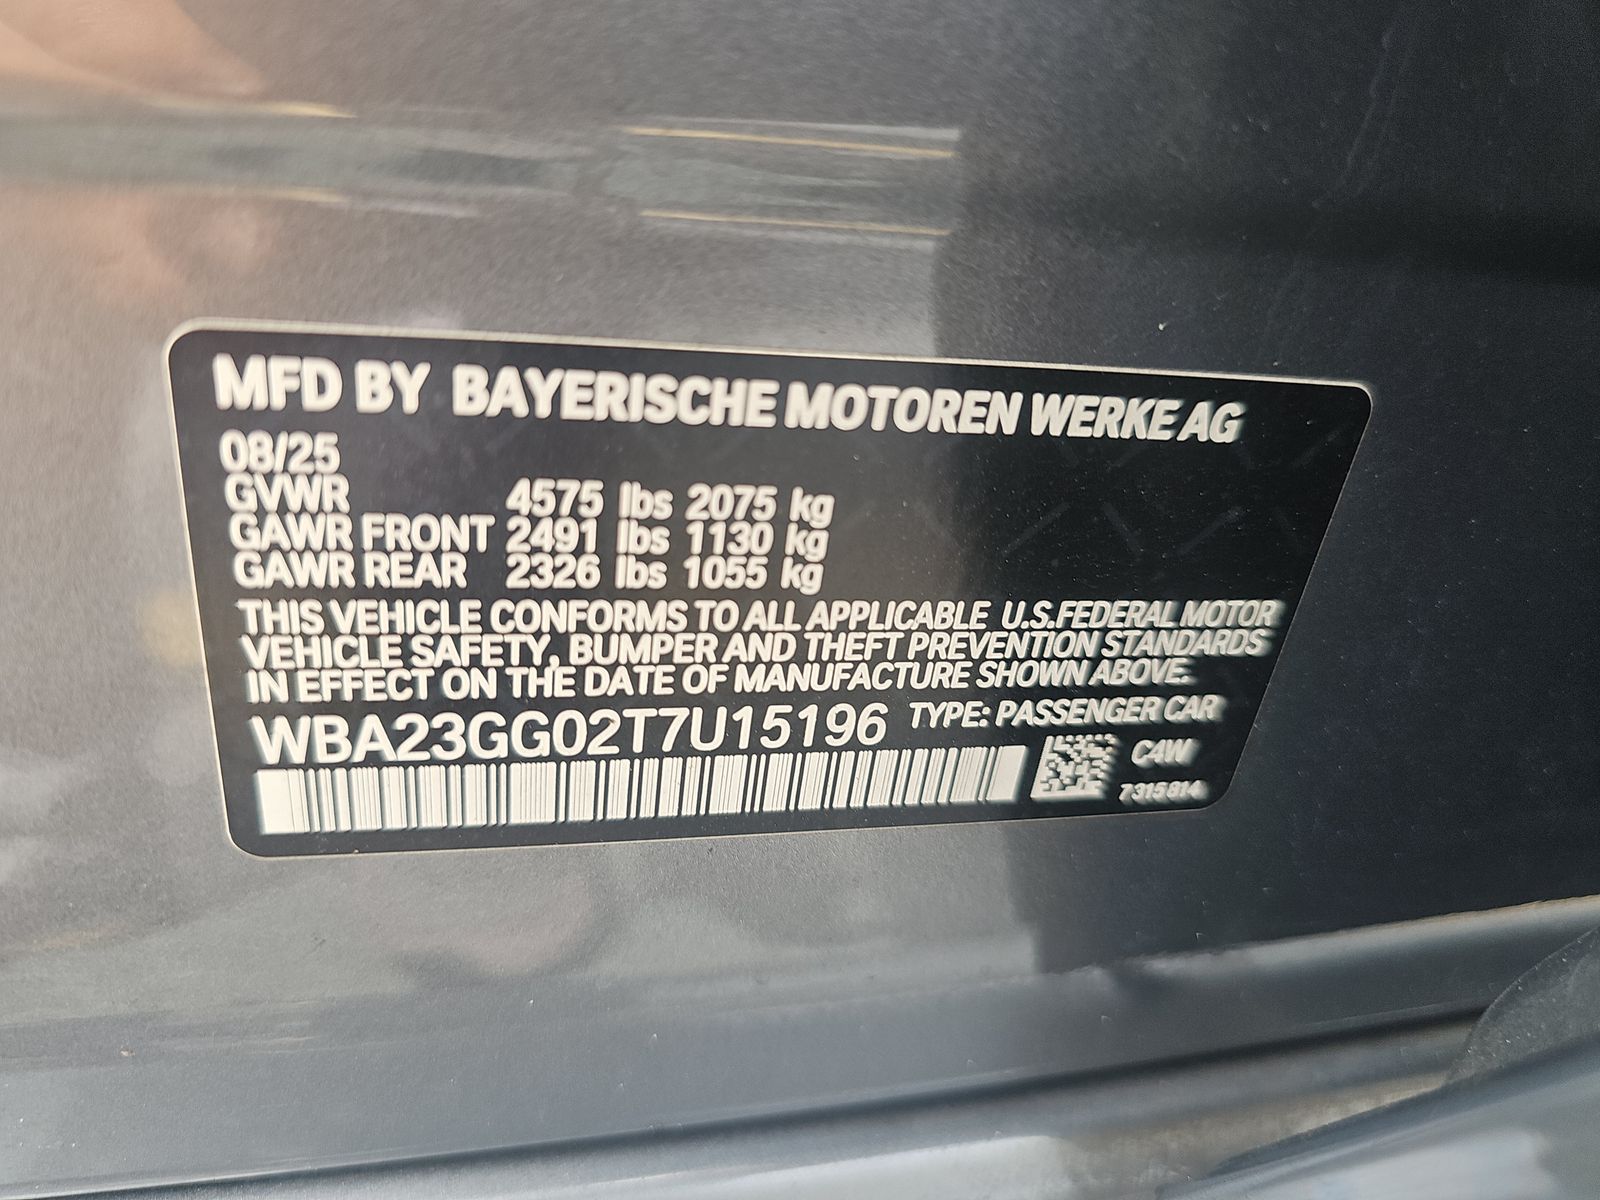 MFD BY BAYERISCHE MOTOREN WERKE AG
08/25
GVWR 4575 lbs 2075 kg
GAWR FRONT 2491 lbs 1130 kg
GAWR REAR 2326 lbs 1055 kg
THIS VEHICLE CONFORMS TO ALL APPLICABLE U.S.FEDERAL MOTOR
VEHICLE SAFETY, BUMPER AND THEFT PREVENTION STANDARDS
IN EFFECT ON THE DATE OF MANUFACTURE SHOWN ABOVE.
WBA23GG02T7U15196 TYPE: PASSENGER CAR
CAW
7315814